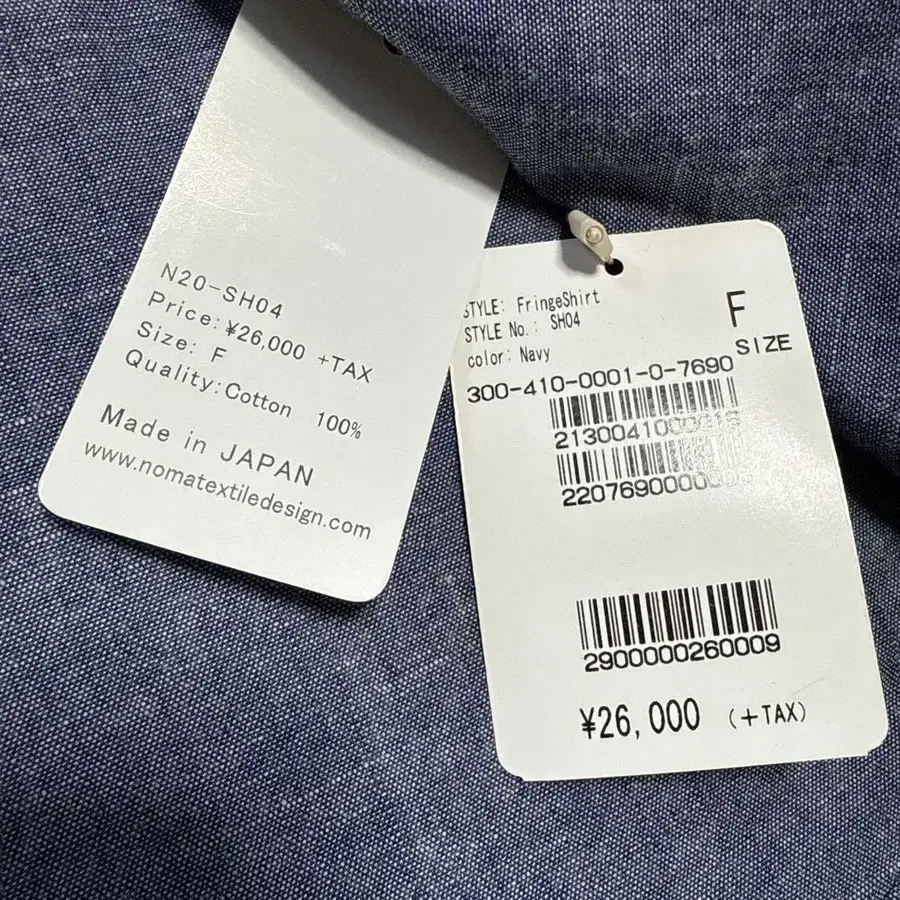 N20-SH04
Price: ¥26,000 +TAX
Size: F
Quality: Cotton 100%
Made in JAPAN
www.nomatextiledesign.com
STYLE: FringeShirt
STYLE No.: SH04
color: Navy
F
SIZE
300-410-0001-0-7690
2900000260009
¥26,000 (+TAX)